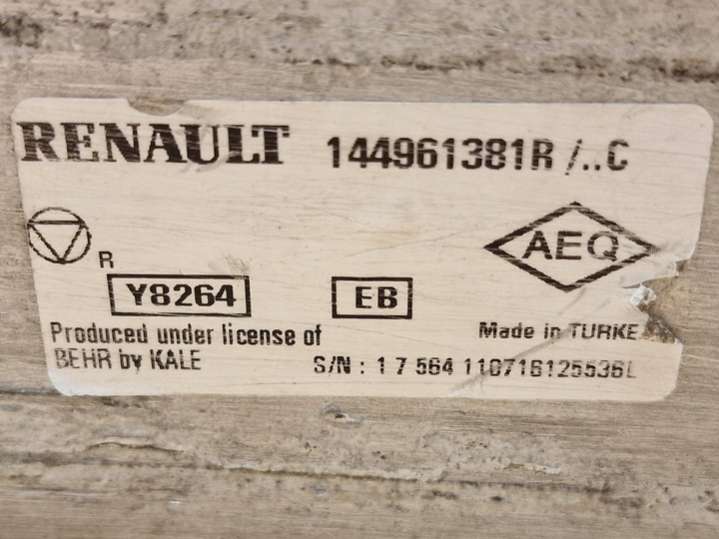 RENAULT 144961381R /..C
AEQ
R
Y8264 EB
Produced under license of Made in TURKE
BEHR by KALE S/N : 1 7 564 110716125536L